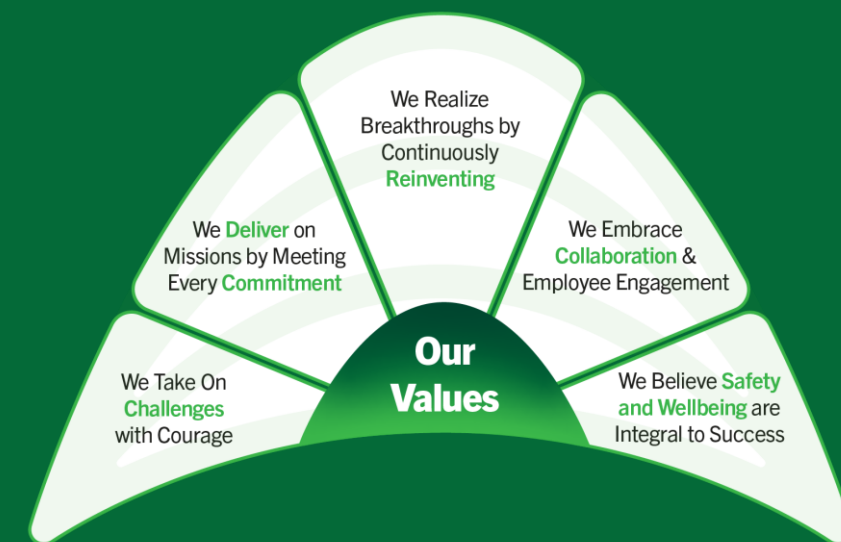 We Realize
Breakthroughs by
Continuously
Reinventing
We Deliver on
Missions by Meeting
Every Commitment
We Embrace
Collaboration &
Employee Engagement
We Take On
Challenges
with Courage
Our
Values
We Believe Safety
and Wellbeing are
Integral to Success